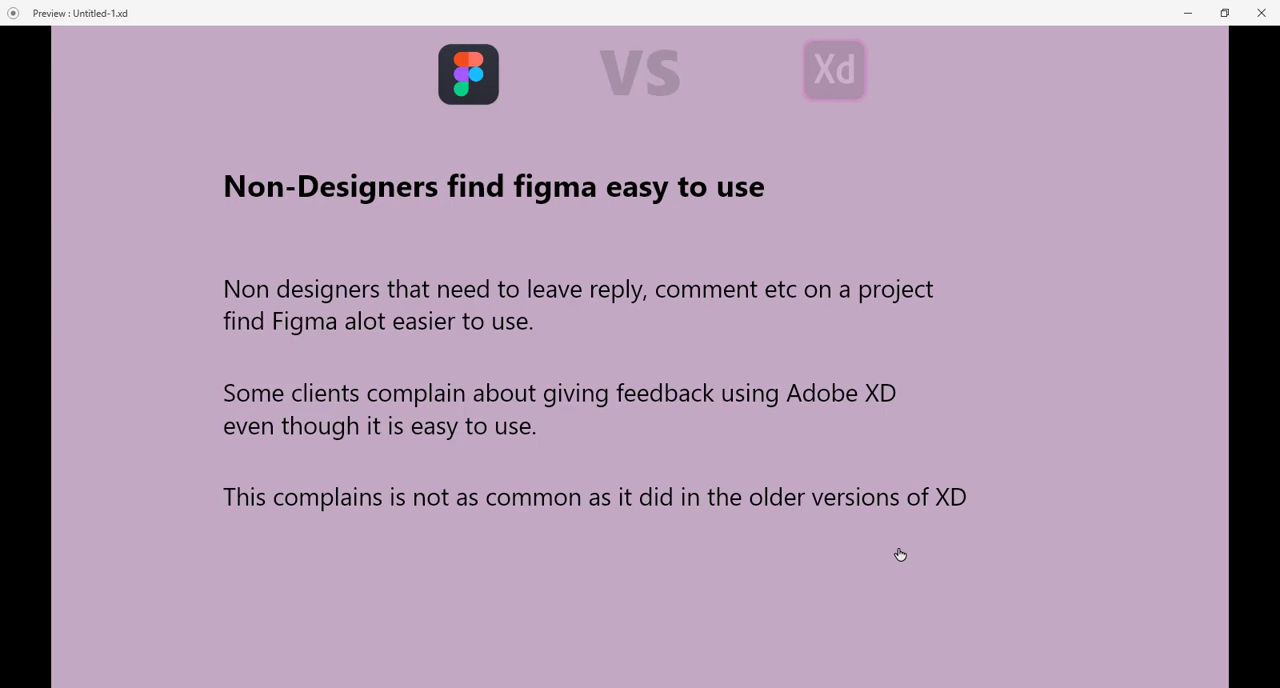 Preview : Untitled-1.xd
VS
Xd
Non-Designers find figma easy to use
Non designers that need to leave reply, comment etc on a project
find Figma alot easier to use.
Some clients complain about giving feedback using Adobe XD
even though it is easy to use.
This complains is not as common as it did in the older versions of XD